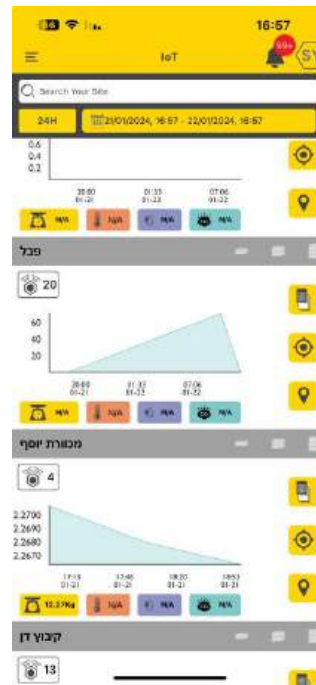 16:57
IoT
99+
SY
Search Your Site
24H
21/01/2024, 16:57 - 22/01/2024, 16:57
0.6
0.4
0.2
20:00 01:33 07:06
01-21 01-22 01-22
N/A N/A N/A N/A
פבל
20
60
40
20
20:00 01:33 07:06
01-21 01-22 01-22
N/A N/A N/A N/A
מכוורת יוסף
4
2.2700
2.2690
2.2680
2.2670
17:13 17:46 18:20 18:53
01-21 01-21 01-21 01-21
12.27Kg N/A N/A N/A
קיבוץ דן
13